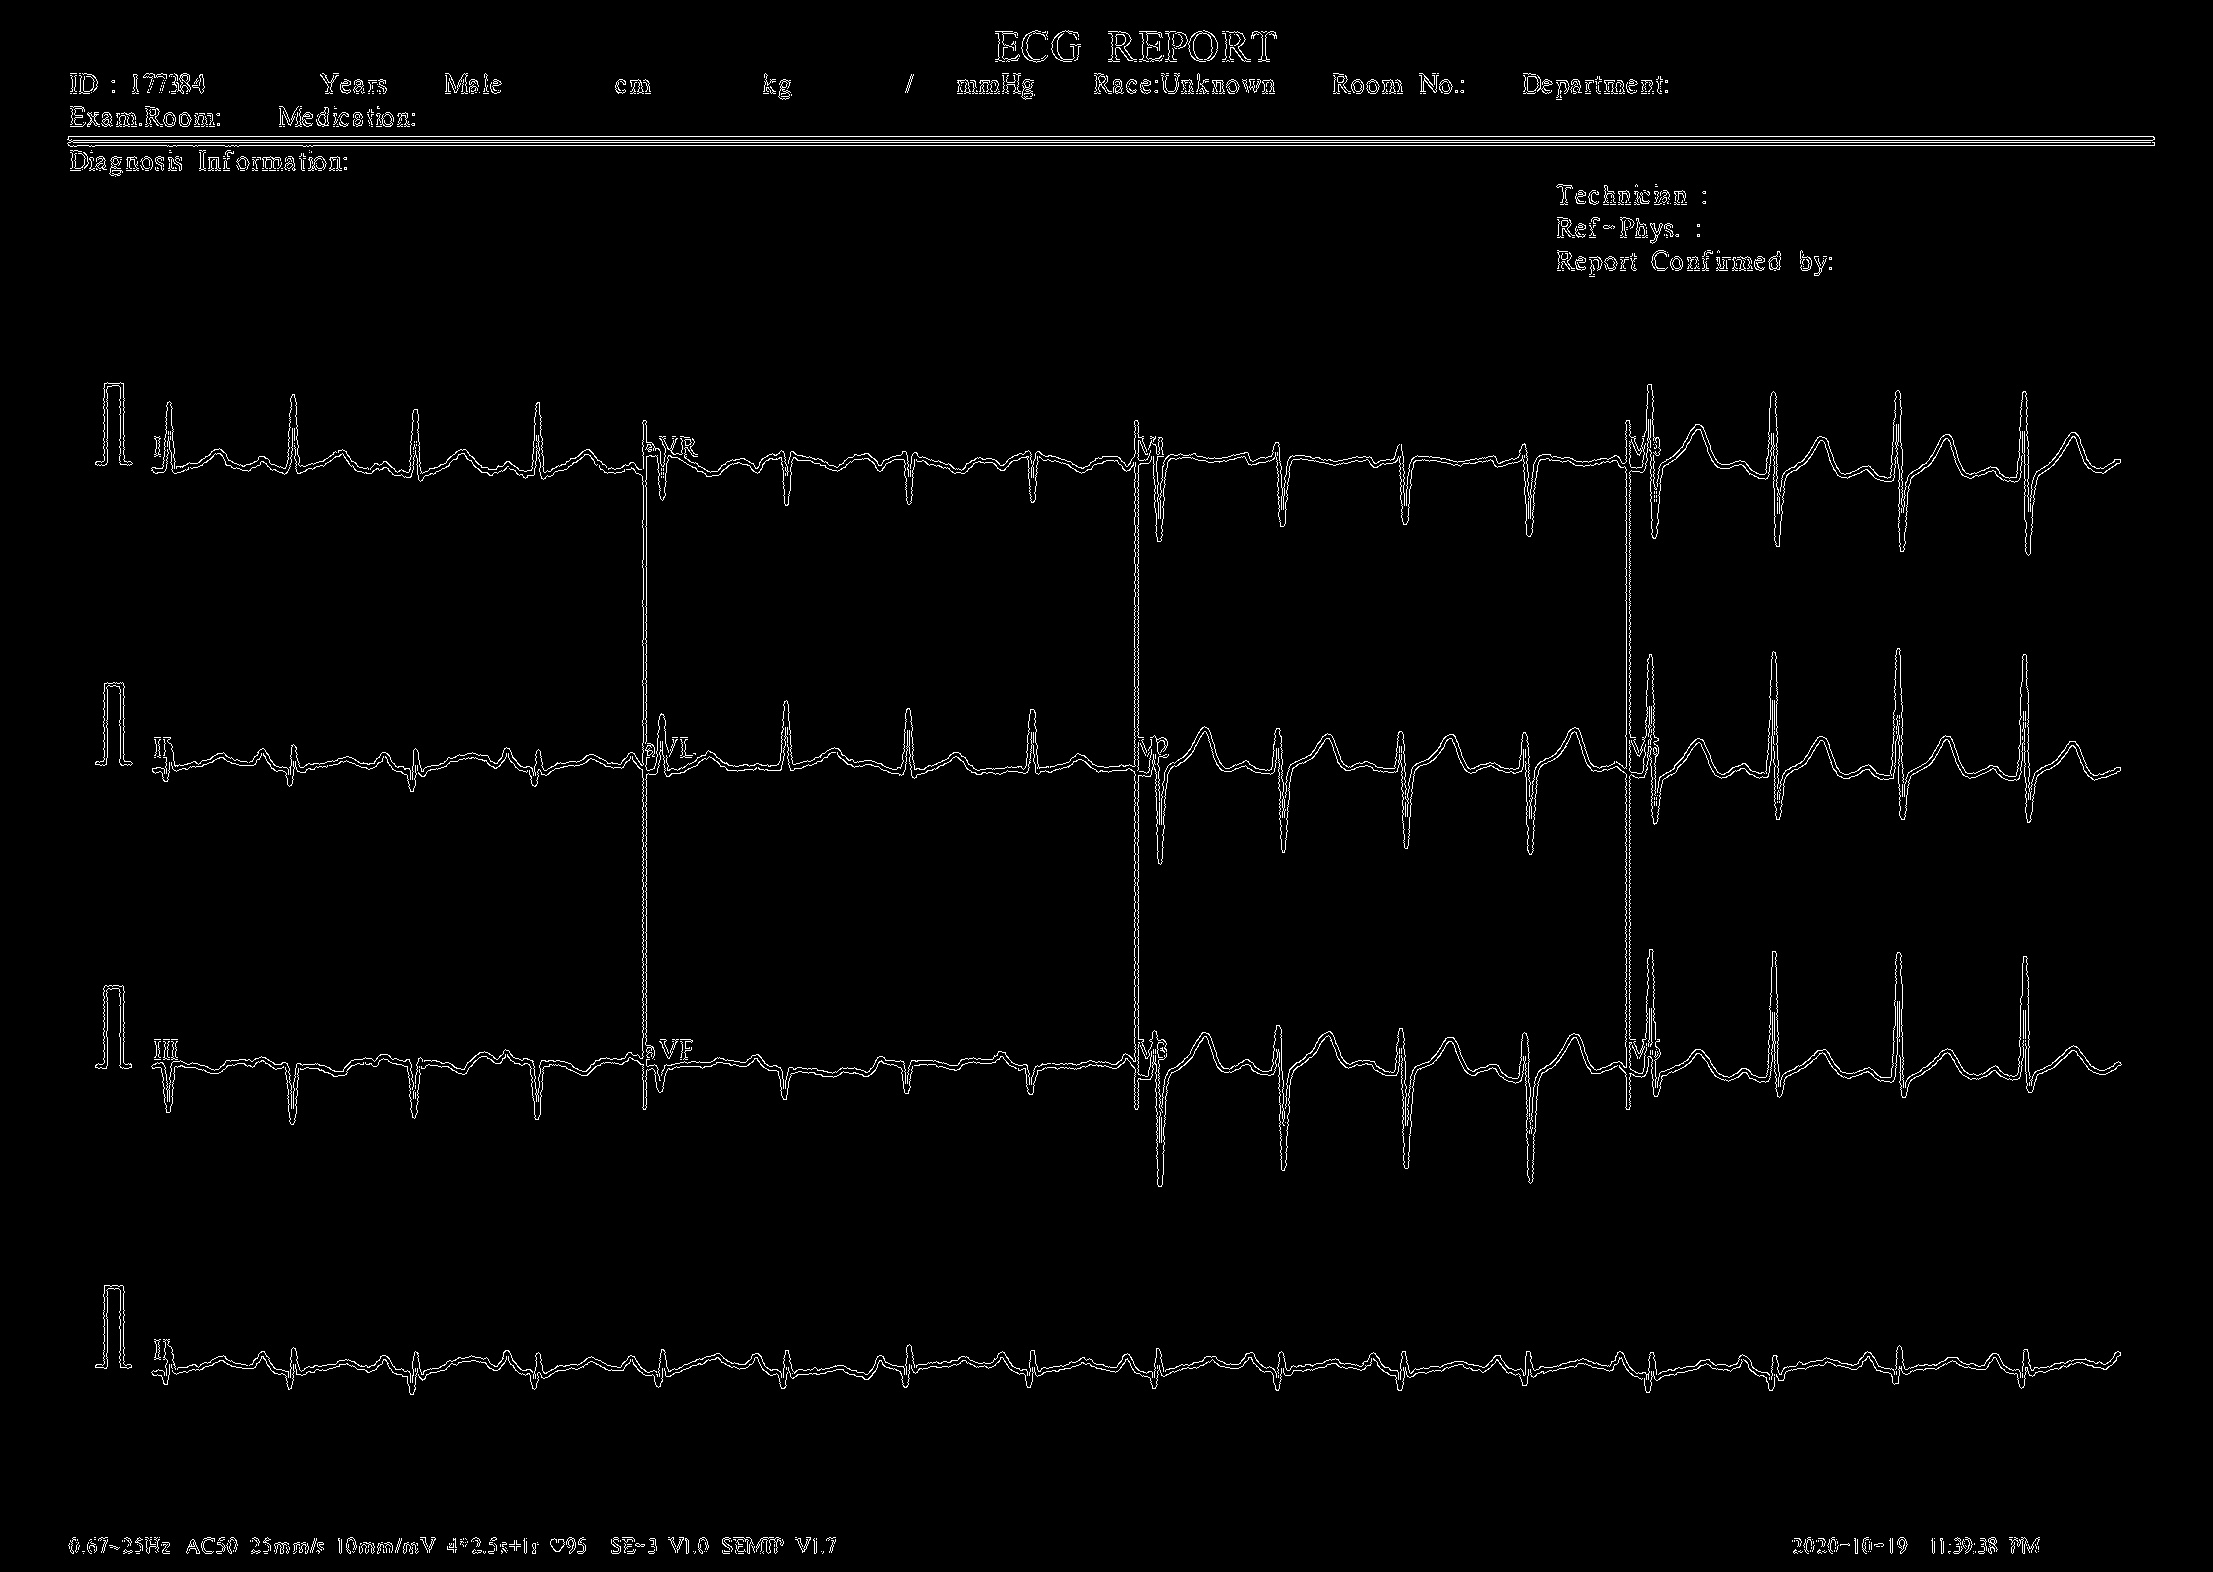 ECG REPORT
ID : 177384 Years Male cm kg / mmHg Race:Unknown Room No.: Department:
Exam.Room: Medication:
Diagnosis Information:
Technician :
Ref-Phys. :
Report Confirmed by:
I aVR V1 V4
II aVL V2 V5
III aVF V3 V6
II
0.67~25Hz AC50 25mm/s 10mm/mV 4*2.5s+1r ♡95 SE-3 V1.0 SEMIP V1.7
2020-10-19 11:39:38 PM